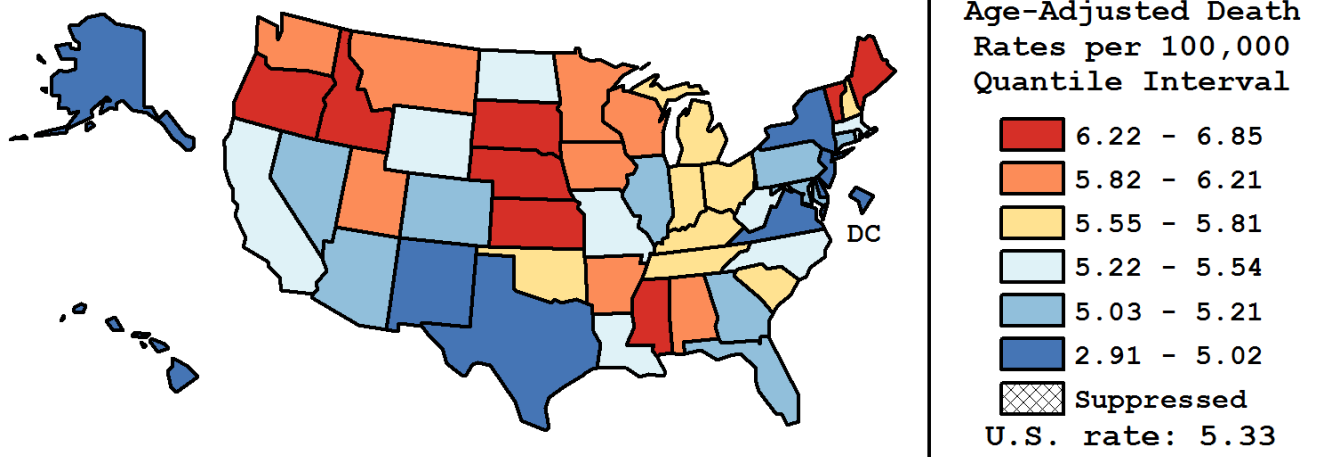 Age-Adjusted Death
Rates per 100,000
Quantile Interval
6.22 - 6.85
5.82 - 6.21
5.55 - 5.81
5.22 - 5.54
5.03 - 5.21
2.91 - 5.02
Suppressed
U.S. rate: 5.33
DC